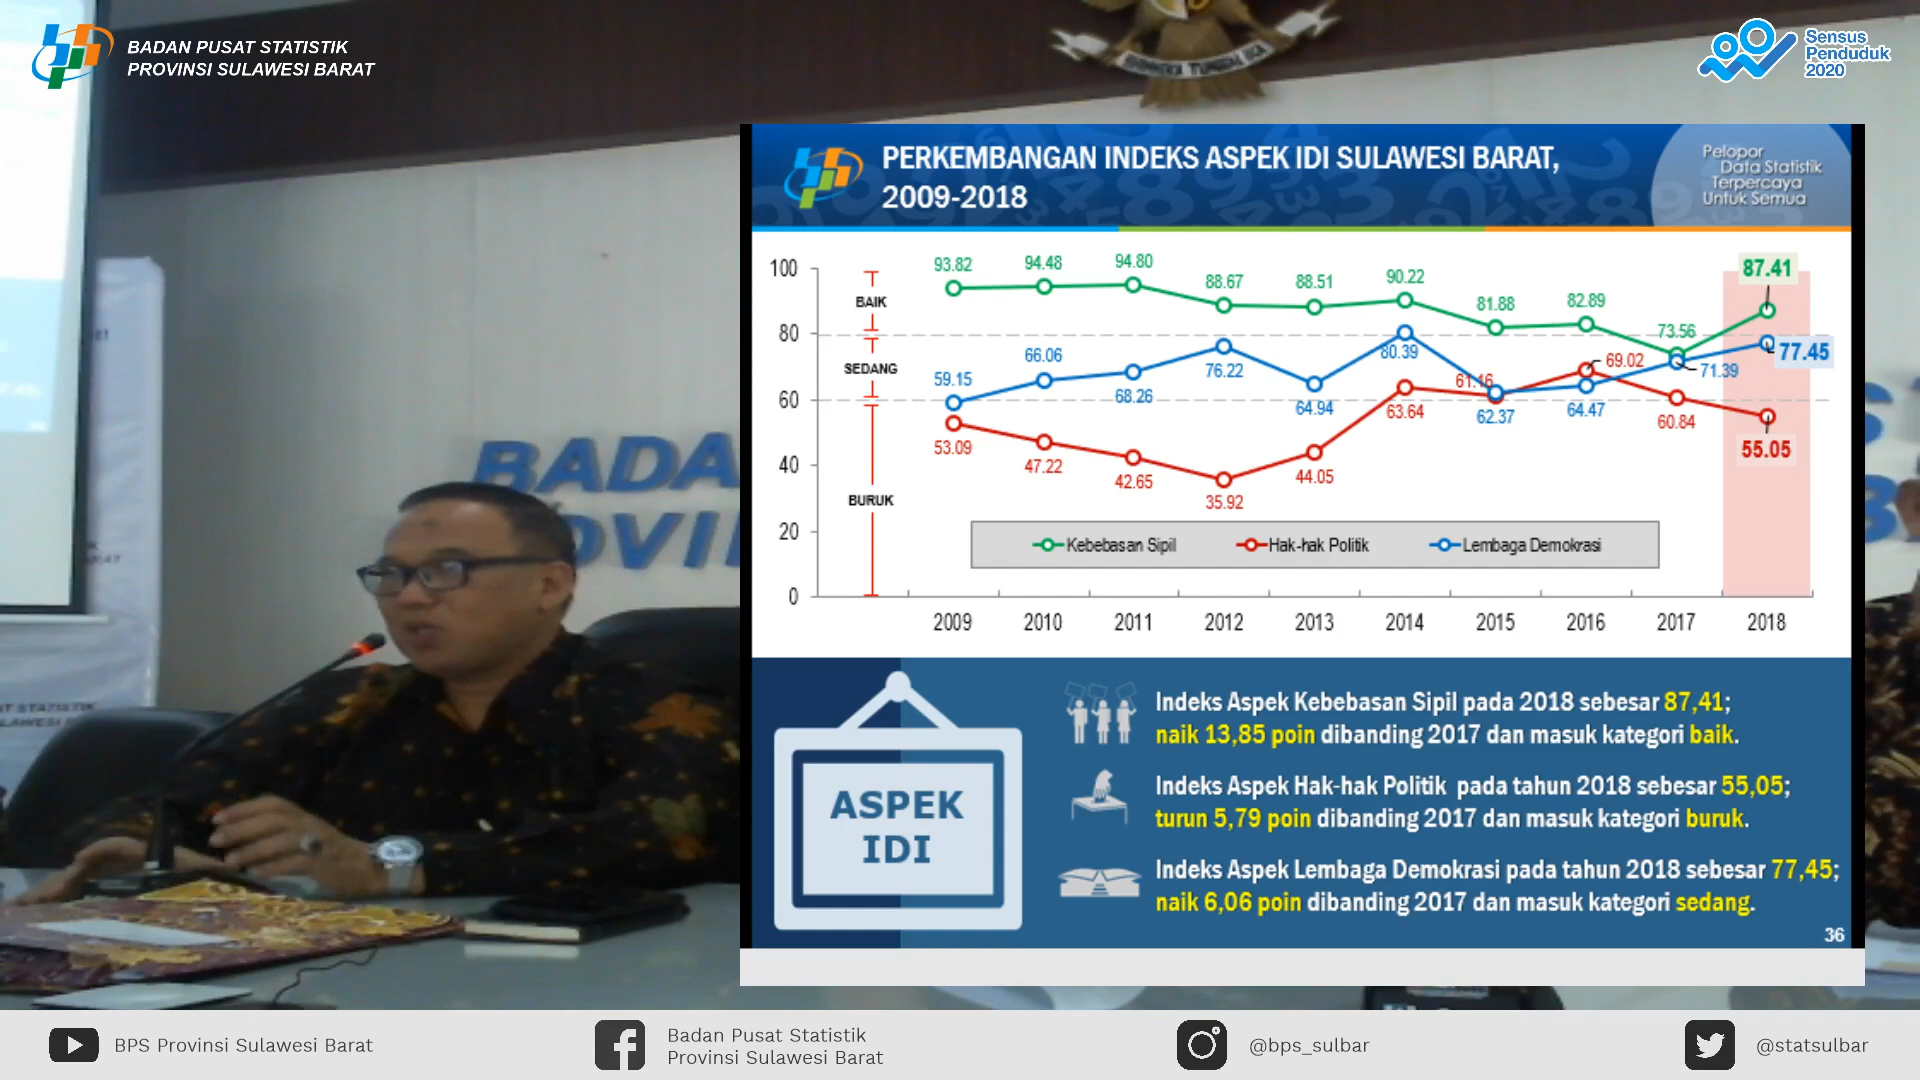 BADAN PUSAT STATISTIK
PROVINSI SULAWESI BARAT
Sensus
Penduduk
2020
PERKEMBANGAN INDEKS ASPEK IDI SULAWESI BARAT,
2009-2018
Pelopor
Data Statistik
Terpercaya
Untuk Semua
100
80
60
40
20
0
BAIK
SEDANG
BURUK
93.82
94.48
94.80
88.67
88.51
90.22
81.88
82.89
73.56
87.41
59.15
66.06
68.26
76.22
64.94
80.39
62.37
64.47
71.39
77.45
53.09
47.22
42.65
35.92
44.05
63.64
61.16
69.02
60.84
55.05
Kebebasan Sipil
Hak-hak Politik
Lembaga Demokrasi
2009 2010 2011 2012 2013 2014 2015 2016 2017 2018
ASPEK
IDI
Indeks Aspek Kebebasan Sipil pada 2018 sebesar 87,41;
naik 13,85 poin dibanding 2017 dan masuk kategori baik.
Indeks Aspek Hak-hak Politik pada tahun 2018 sebesar 55,05;
turun 5,79 poin dibanding 2017 dan masuk kategori buruk.
Indeks Aspek Lembaga Demokrasi pada tahun 2018 sebesar 77,45;
naik 6,06 poin dibanding 2017 dan masuk kategori sedang.
36
BADA
OVIN
BPS Provinsi Sulawesi Barat
Badan Pusat Statistik
Provinsi Sulawesi Barat
@bps_sulbar
@statsulbar